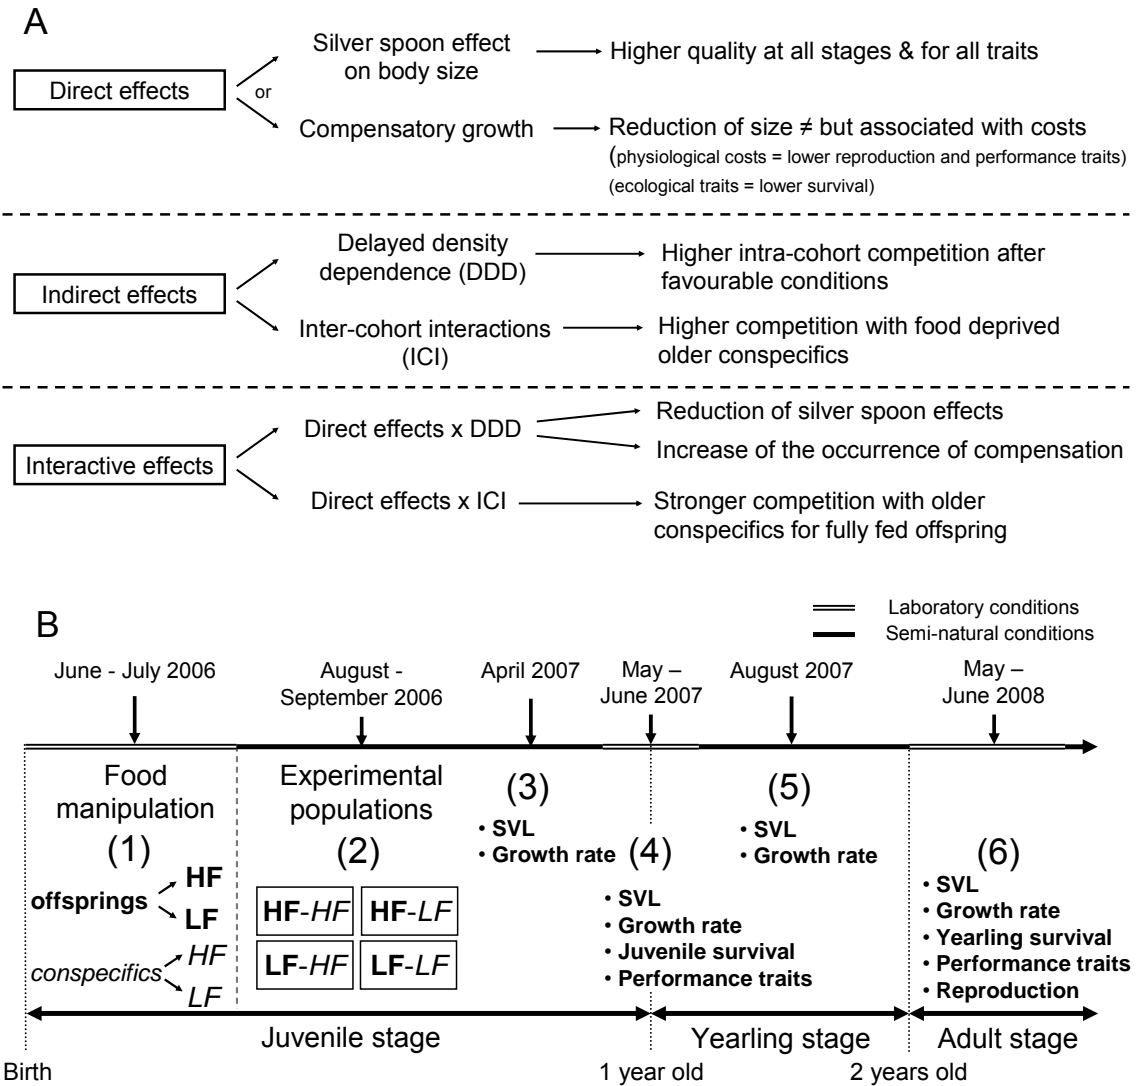 A
Direct effects
or
Silver spoon effect
on body size
Higher quality at all stages & for all traits
Compensatory growth
Reduction of size ≠ but associated with costs
(physiological costs = lower reproduction and performance traits)
(ecological traits = lower survival)
Indirect effects
Delayed density
dependence (DDD)
Higher intra-cohort competition after
favourable conditions
Inter-cohort interactions
(ICI)
Higher competition with food deprived
older conspecifics
Interactive effects
Direct effects x DDD
Reduction of silver spoon effects
Increase of the occurrence of compensation
Direct effects x ICI
Stronger competition with older
conspecifics for fully fed offspring
B
Laboratory conditions
Semi-natural conditions
June - July 2006
August -
September 2006
April 2007
May –
June 2007
August 2007
May –
June 2008
Food
manipulation
(1)
offsprings
HF
LF
conspecifics
HF
LF
Experimental
populations
(2)
HF-HF
HF-LF
LF-HF
LF-LF
(3)
• SVL
• Growth rate
(4)
• SVL
• Growth rate
• Juvenile survival
• Performance traits
(5)
• SVL
• Growth rate
(6)
• SVL
• Growth rate
• Yearling survival
• Performance traits
• Reproduction
Juvenile stage
Yearling stage
Adult stage
Birth
1 year old
2 years old